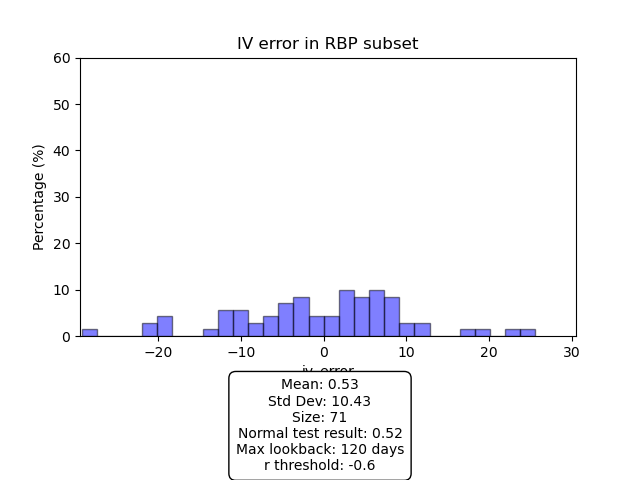 IV error in RBP subset
60
50
40
30
20
10
0
Percentage (%)
−20
−10
0
10
20
30
iv_error
Mean: 0.53
Std Dev: 10.43
Size: 71
Normal test result: 0.52
Max lookback: 120 days
r threshold: -0.6